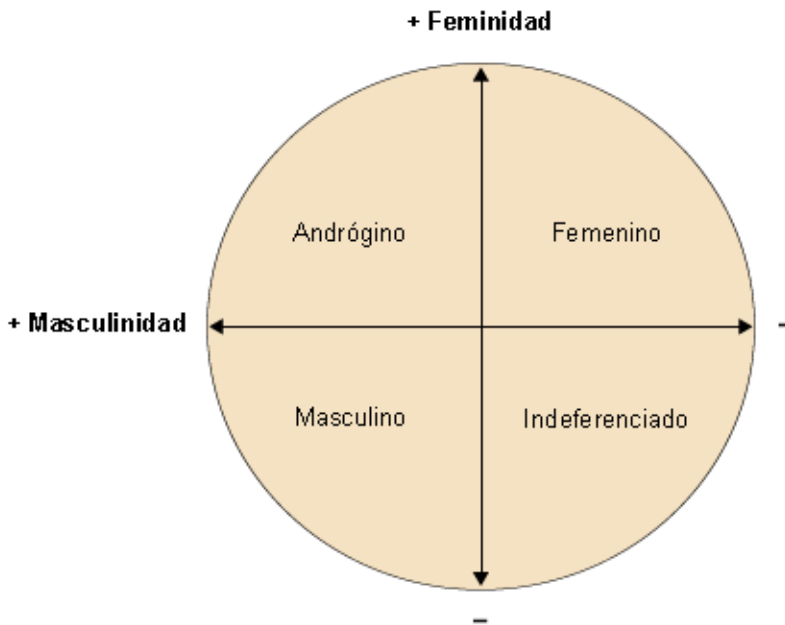 + Feminidad
Andrógino
Femenino
+ Masculinidad
-
Masculino
Indeferenciado
-